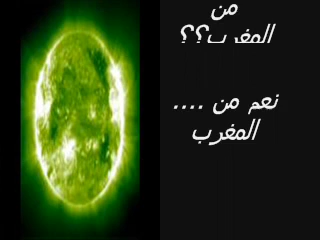 من
المغرب؟؟
نعم من ....
المغرب